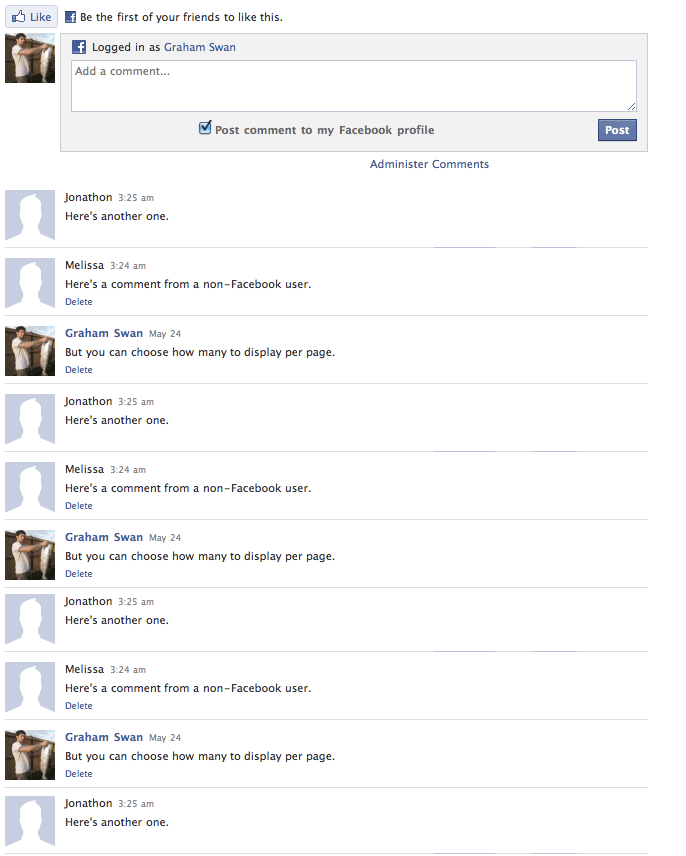 Like Be the first of your friends to like this.
Logged in as Graham Swan
Add a comment...
Post comment to my Facebook profile Post
Administer Comments
Jonathon 3:25 am
Here's another one.
Melissa 3:24 am
Here's a comment from a non-Facebook user.
Delete
Graham Swan May 24
But you can choose how many to display per page.
Delete
Jonathon 3:25 am
Here's another one.
Melissa 3:24 am
Here's a comment from a non-Facebook user.
Delete
Graham Swan May 24
But you can choose how many to display per page.
Delete
Jonathon 3:25 am
Here's another one.
Melissa 3:24 am
Here's a comment from a non-Facebook user.
Delete
Graham Swan May 24
But you can choose how many to display per page.
Delete
Jonathon 3:25 am
Here's another one.